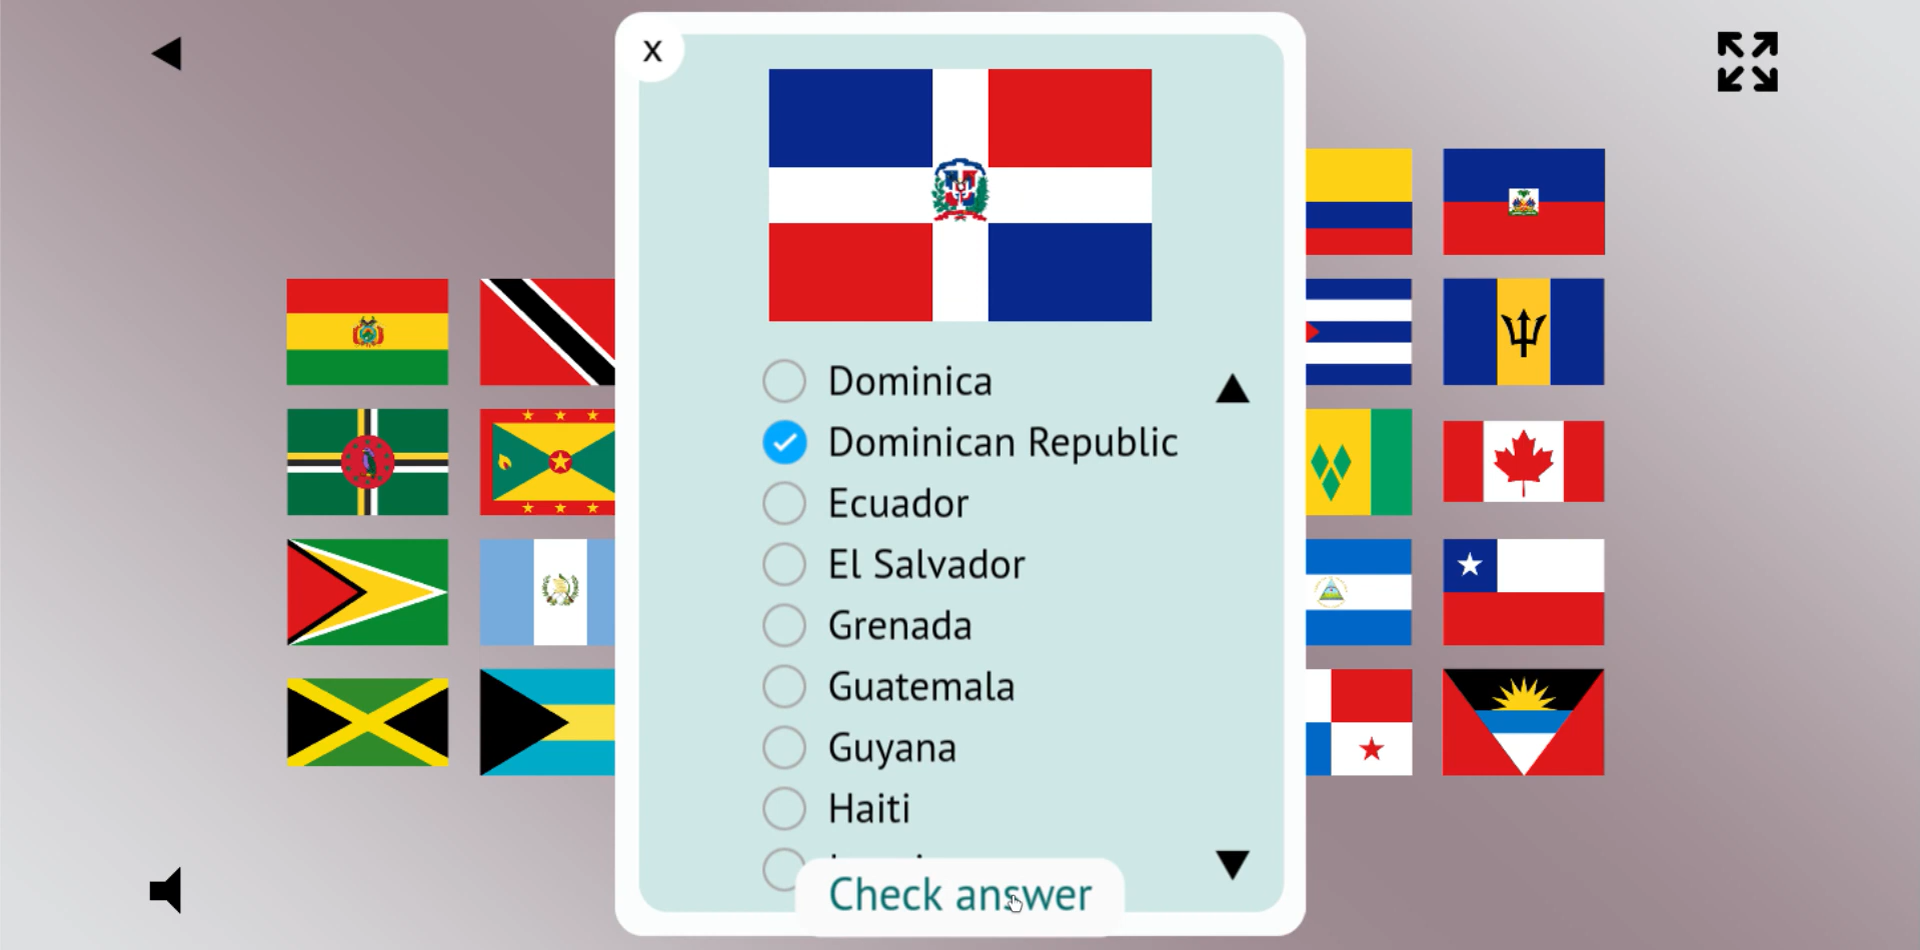 X
Dominica
Dominican Republic
Ecuador
El Salvador
Grenada
Guatemala
Guyana
Haiti
Check answer